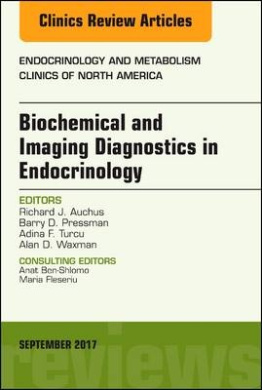 Clinics Review Articles
ENDOCRINOLOGY AND METABOLISM
CLINICS OF NORTH AMERICA
Biochemical and
Imaging Diagnostics in
Endocrinology
EDITORS
Richard J. Auchus
Barry D. Pressman
Adina F. Turcu
Alan D. Waxman
CONSULTING EDITORS
Anat Ben-Shlomo
Maria Fleseriu
SEPTEMBER 2017
reviews